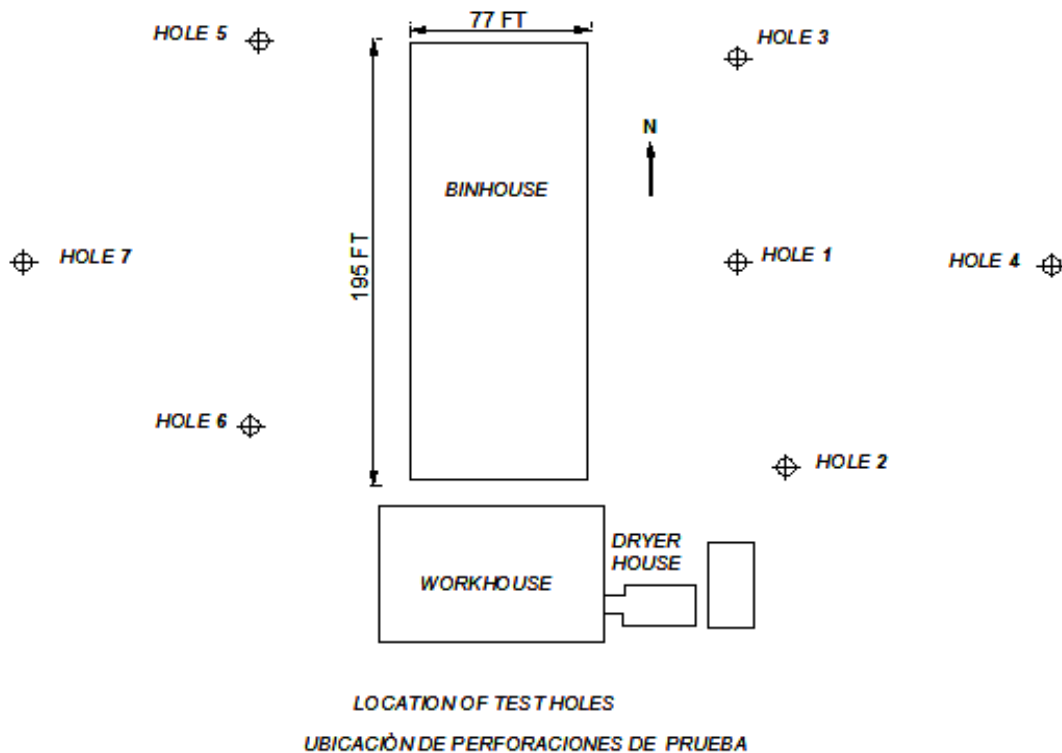 77 FT
HOLE 5
HOLE 3
N
BINHOUSE
195 FT
HOLE 7
HOLE 1
HOLE 4
HOLE 6
HOLE 2
DRYER
HOUSE
WORKHOUSE
LOCATION OF TEST HOLES
UBICACIÒN DE PERFORACIONES DE PRUEBA